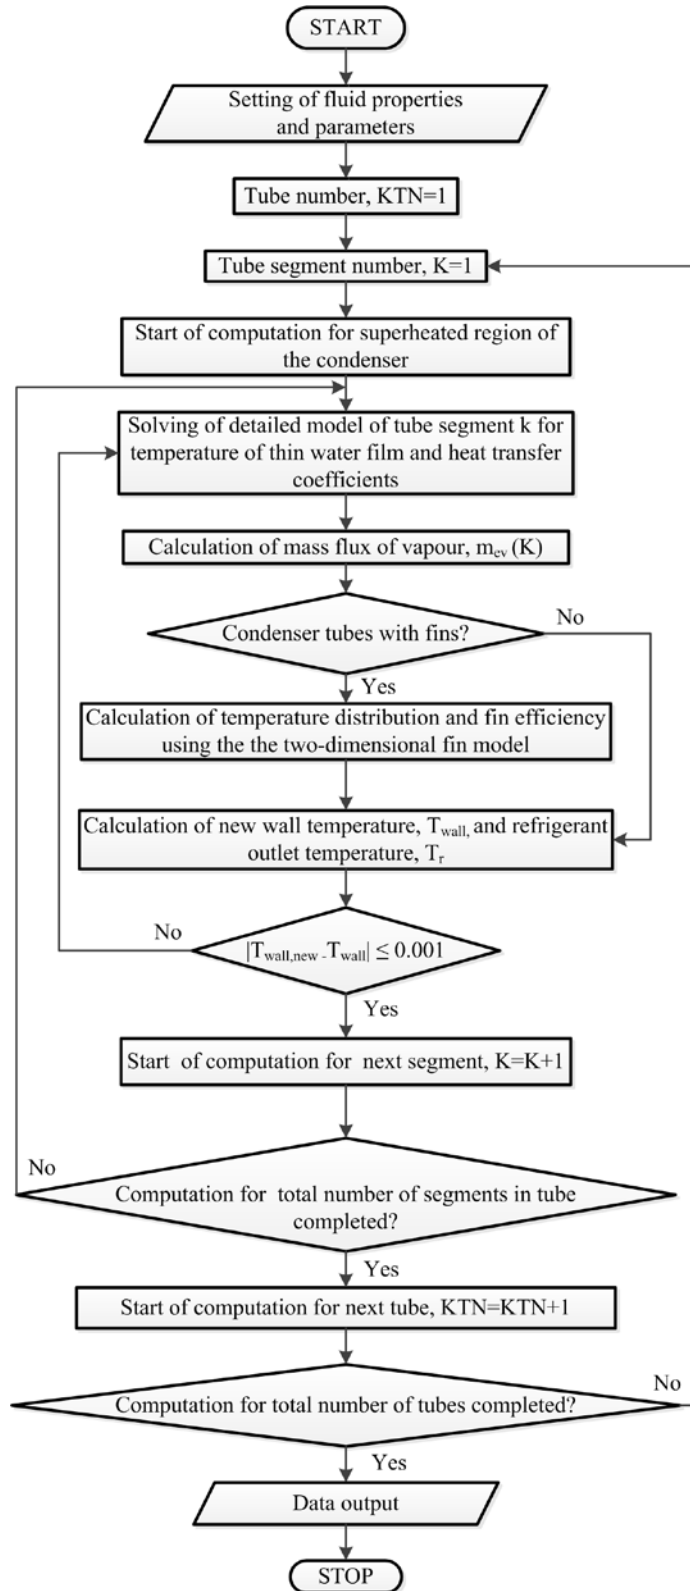 START
Setting of fluid properties
and parameters
Tube number, KTN=1
Tube segment number, K=1
Start of computation for superheated region of
the condenser
Solving of detailed model of tube segment k for
temperature of thin water film and heat transfer
coefficients
Calculation of mass flux of vapour, mev (K)
Condenser tubes with fins?
No
Yes
Calculation of temperature distribution and fin efficiency
using the the two-dimensional fin model
Calculation of new wall temperature, Twall, and refrigerant
outlet temperature, Tr
No
|Twall,new - Twall| ≤ 0.001
Yes
Start of computation for next segment, K=K+1
No
Computation for total number of segments in tube
completed?
Yes
Start of computation for next tube, KTN=KTN+1
No
Computation for total number of tubes completed?
Yes
Data output
STOP